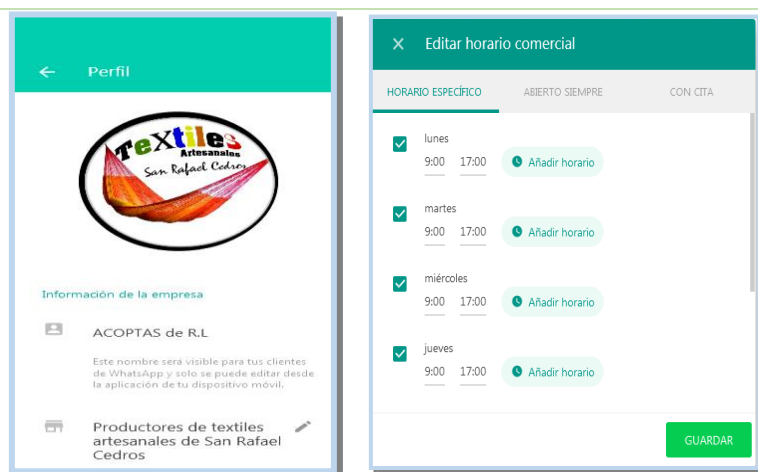 Perfil
TeXtiles
Artesanales
San Rafael Cedros
Información de la empresa
ACOPTAS de R.L
Este nombre será visible para tus clientes
de WhatsApp y solo se puede editar desde
la aplicación de tu dispositivo móvil.
Productores de textiles
artesanales de San Rafael
Cedros
Editar horario comercial
HORARIO ESPECÍFICO ABIERTO SIEMPRE CON CITA
lunes
9:00 17:00 Añadir horario
martes
9:00 17:00 Añadir horario
miércoles
9:00 17:00 Añadir horario
jueves
9:00 17:00 Añadir horario
GUARDAR